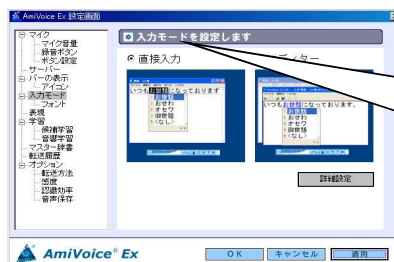 AmiVoice Ex 設定画面
マイク
マイク音量
録音ボタン
ボタン設定
サーバー
バーの表示
アイコン
入力モード
フォント
表現
学習
候補学習
音響学習
マスター辞書
転送履歴
オプション
転送方法
態度
認識効率
音声保存
入力モードを設定します
直接入力
ディター
いつもお世話になっております
お世話
おせわ
オセワ
御世話
<なし>
いつもお世話になっております。
お世話
おせわ
オセワ
御世話
<なし>
詳細設定
AmiVoice® Ex
OK
キャンセル
適用